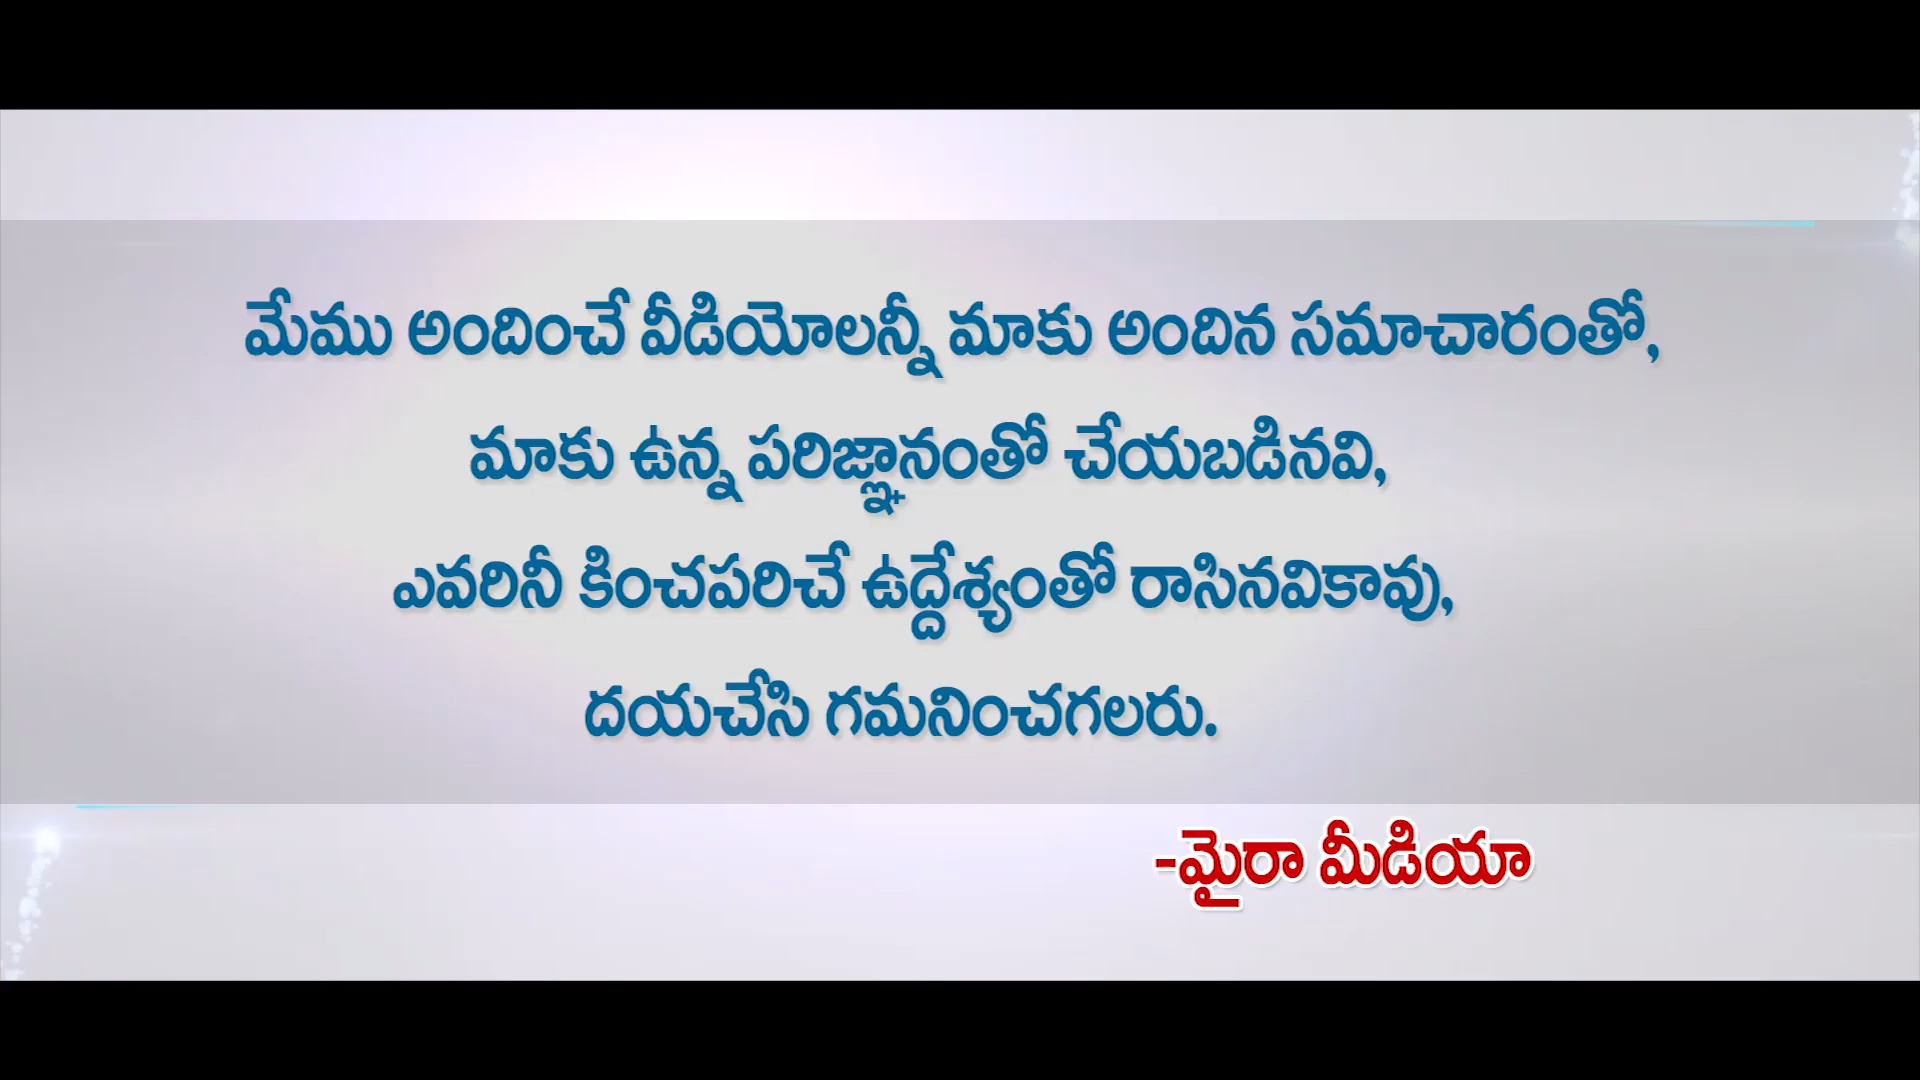 మేము అందించే వీడియోలన్నీ మాకు అందిన సమాచారంతో,
మాకు ఉన్న పరిజ్ఞానంతో చేయబడినవి,
ఎవరినీ కించపరిచే ఉద్దేశ్యంతో రాసినవికావు,
దయచేసి గమనించగలరు.
-మైరా మీడియా